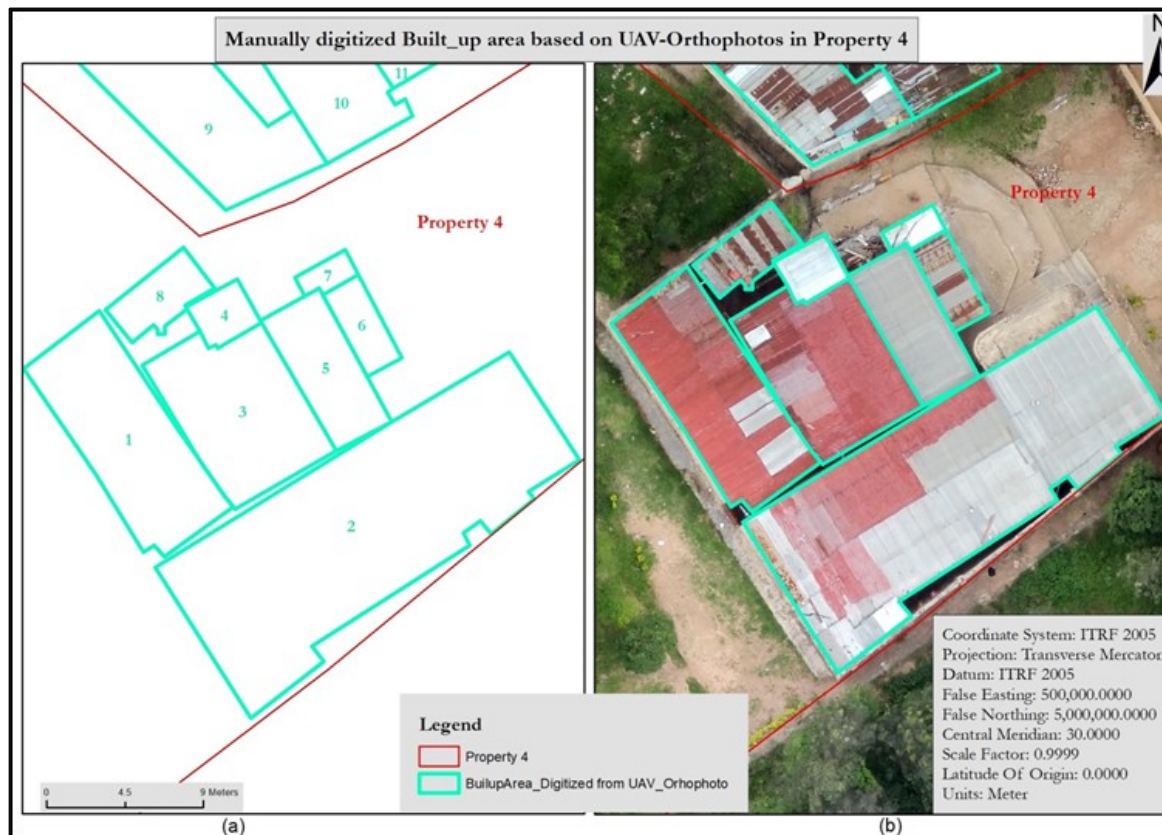 Manually digitized Built_up area based on UAV-Orthophotos in Property 4
N
11
10
9
Property 4
8
7
4
6
5
3
1
2
Legend
Property 4
BuilupArea_Digitized from UAV_Orhophoto
0 4.5 9 Meters
(a)
Property 4
Coordinate System: ITRF 2005
Projection: Transverse Mercator
Datum: ITRF 2005
False Easting: 500,000.0000
False Northing: 5,000,000.0000
Central Meridian: 30.0000
Scale Factor: 0.9999
Latitude Of Origin: 0.0000
Units: Meter
(b)